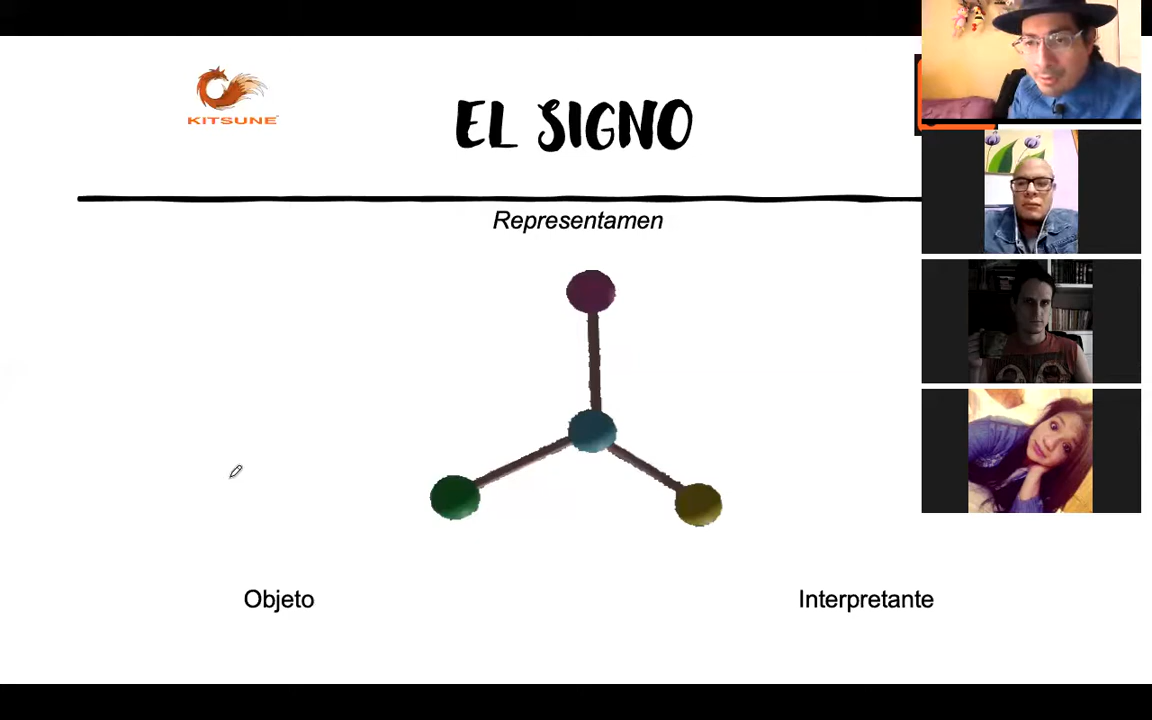 KITSUNE
EL SIGNO
Representamen
Objeto
Interpretante